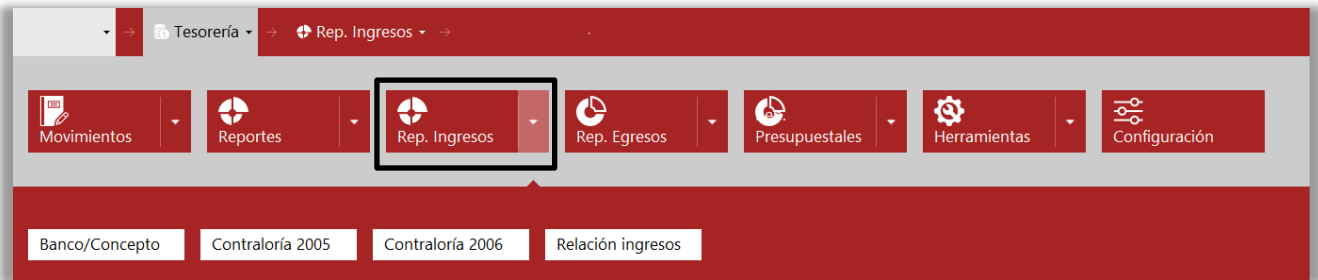 Tesorería → Rep. Ingresos →
Movimientos Reportes Rep. Ingresos Rep. Egresos Presupuestales Herramientas Configuración
Banco/Concepto Contraloría 2005 Contraloría 2006 Relación ingresos